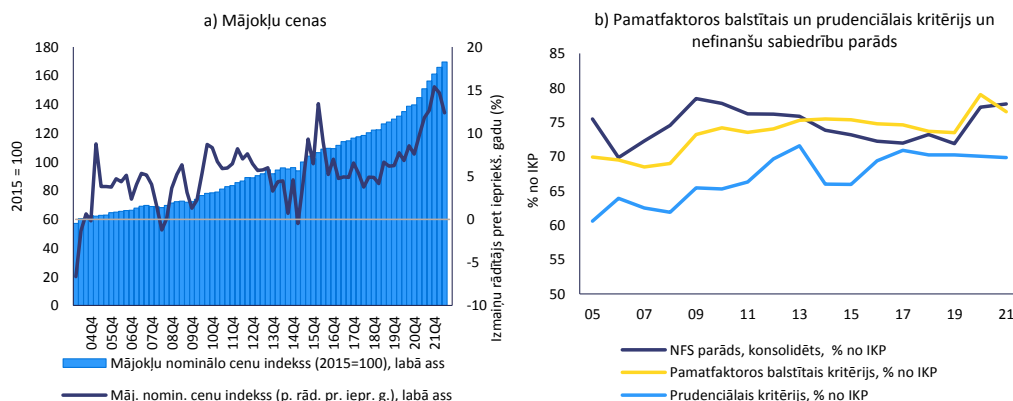 a) Mājokļu cenas
180
160
140
120
100
80
60
40
20
0
2015 = 100
20
15
10
5
0
-5
-10
Izmaiņu rādītājs pret iepriekš. gadu (%)
04Q4
05Q4
06Q4
07Q4
08Q4
09Q4
10Q4
11Q4
12Q4
13Q4
14Q4
15Q4
16Q4
17Q4
18Q4
19Q4
20Q4
21Q4
Mājokļu nominālo cenu indekss (2015=100), labā ass
Māj. nomin. cenu indekss (p. rād. pr. iepr. g.), labā ass
b) Pamatfaktoros balstītais un prudenciālais kritērijs un
nefinanšu sabiedrību parāds
85
80
75
70
65
60
55
50
% no IKP
05 07 09 11 13 15 17 19 21
NFS parāds, konsolidēts, % no IKP
Pamatfaktoros balstītais kritērijs, % no IKP
Prudenciālais kritērijs, % no IKP